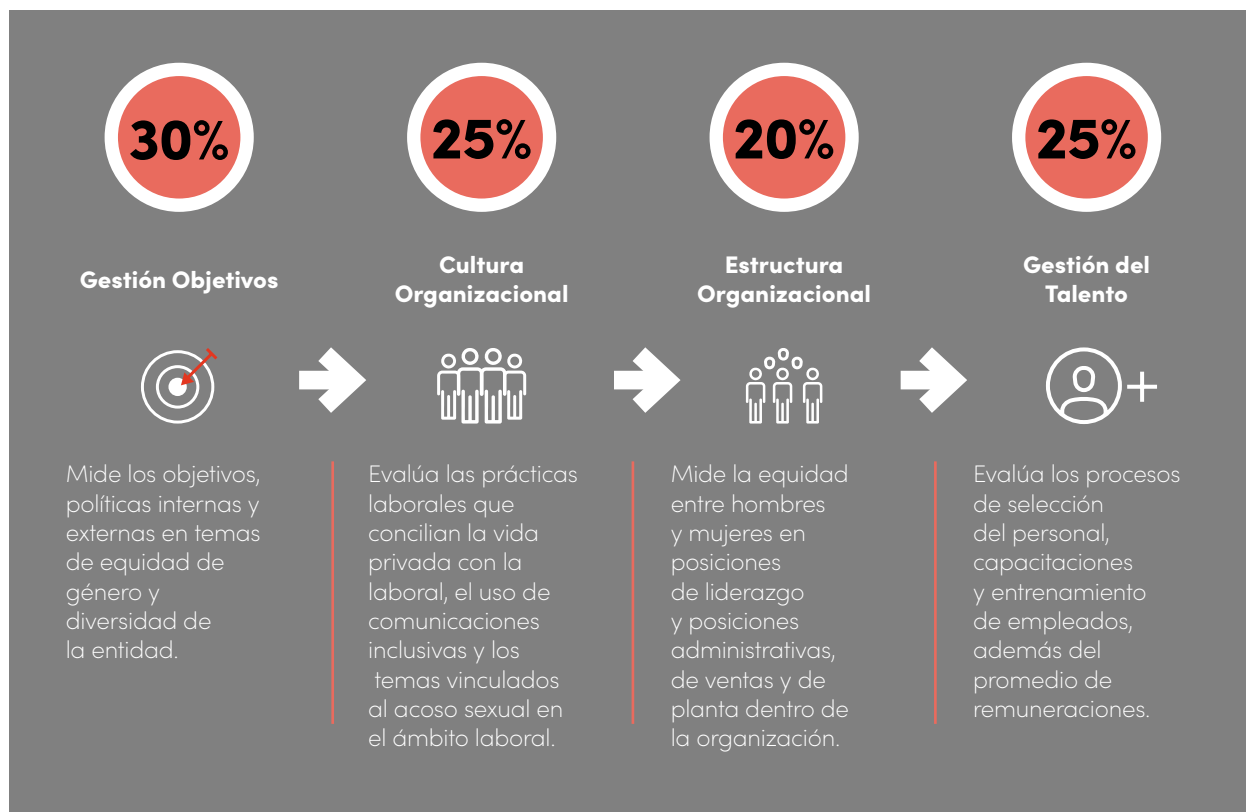 30%
Gestión Objetivos
Mide los objetivos,
políticas internas y
externas en temas
de equidad de
género y
diversidad de
la entidad.
25%
Cultura
Organizacional
Evalúa las prácticas
laborales que
concilian la vida
privada con la
laboral, el uso de
comunicaciones
inclusivas y los
temas vinculados
al acoso sexual en
el ámbito laboral.
20%
Estructura
Organizacional
Mide la equidad
entre hombres
y mujeres en
posiciones
de liderazgo
y posiciones
administrativas,
de ventas y de
planta dentro de
la organización.
25%
Gestión del
Talento
Evalúa los procesos
de selección
del personal,
capacitaciones
y entrenamiento
de empleados,
además del
promedio de
remuneraciones.